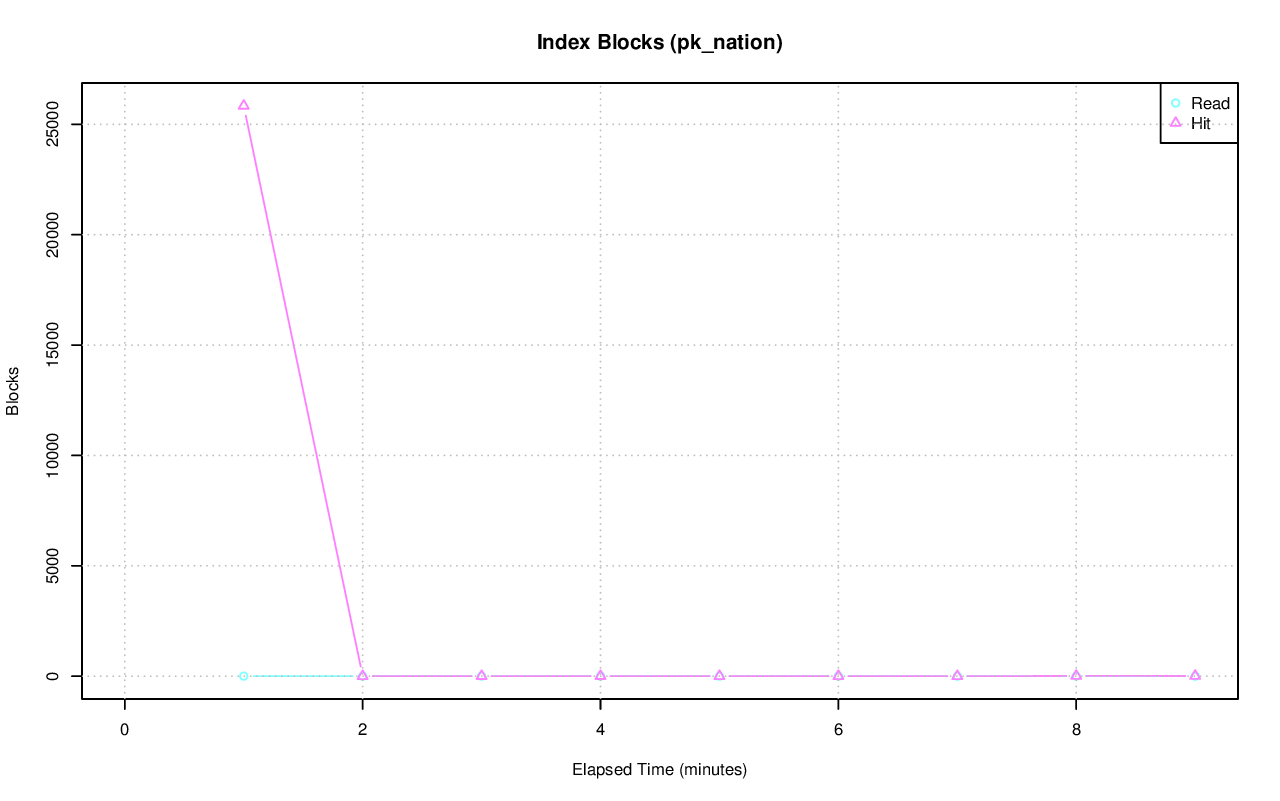 Index Blocks (pk_nation)
Read
Hit
25000
20000
15000
10000
5000
0
Blocks
0 2 4 6 8
Elapsed Time (minutes)